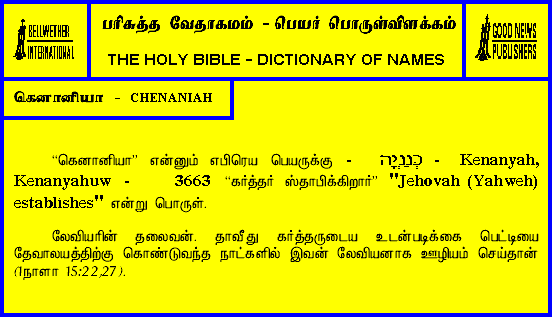 BELLWETHER
INTERNATIONAL
பரிசுத்த வேதாகமம் - பெயர் பொருள்விளக்கம்
THE HOLY BIBLE - DICTIONARY OF NAMES
GOOD NEWS
PUBLISHERS
கெனானியா - CHENANIAH
“கெனானியா” என்னும் எபிரெய பெயருக்கு - כְּנַנְיָה - Kenanyah,
Kenanyahuw - 3663 “கர்த்தர் ஸ்தாபிக்கிறார்” "Jehovah (Yahweh)
establishes" என்று பொருள்.
லேவியரின் தலைவன். தாவீது கர்த்தருடைய உடன்படிக்கை பெட்டியை
தேவாலயத்திற்கு கொண்டுவந்த நாட்களில் இவன் லேவியனாக ஊழியம் செய்தான்
(1நாளா 15:22,27).